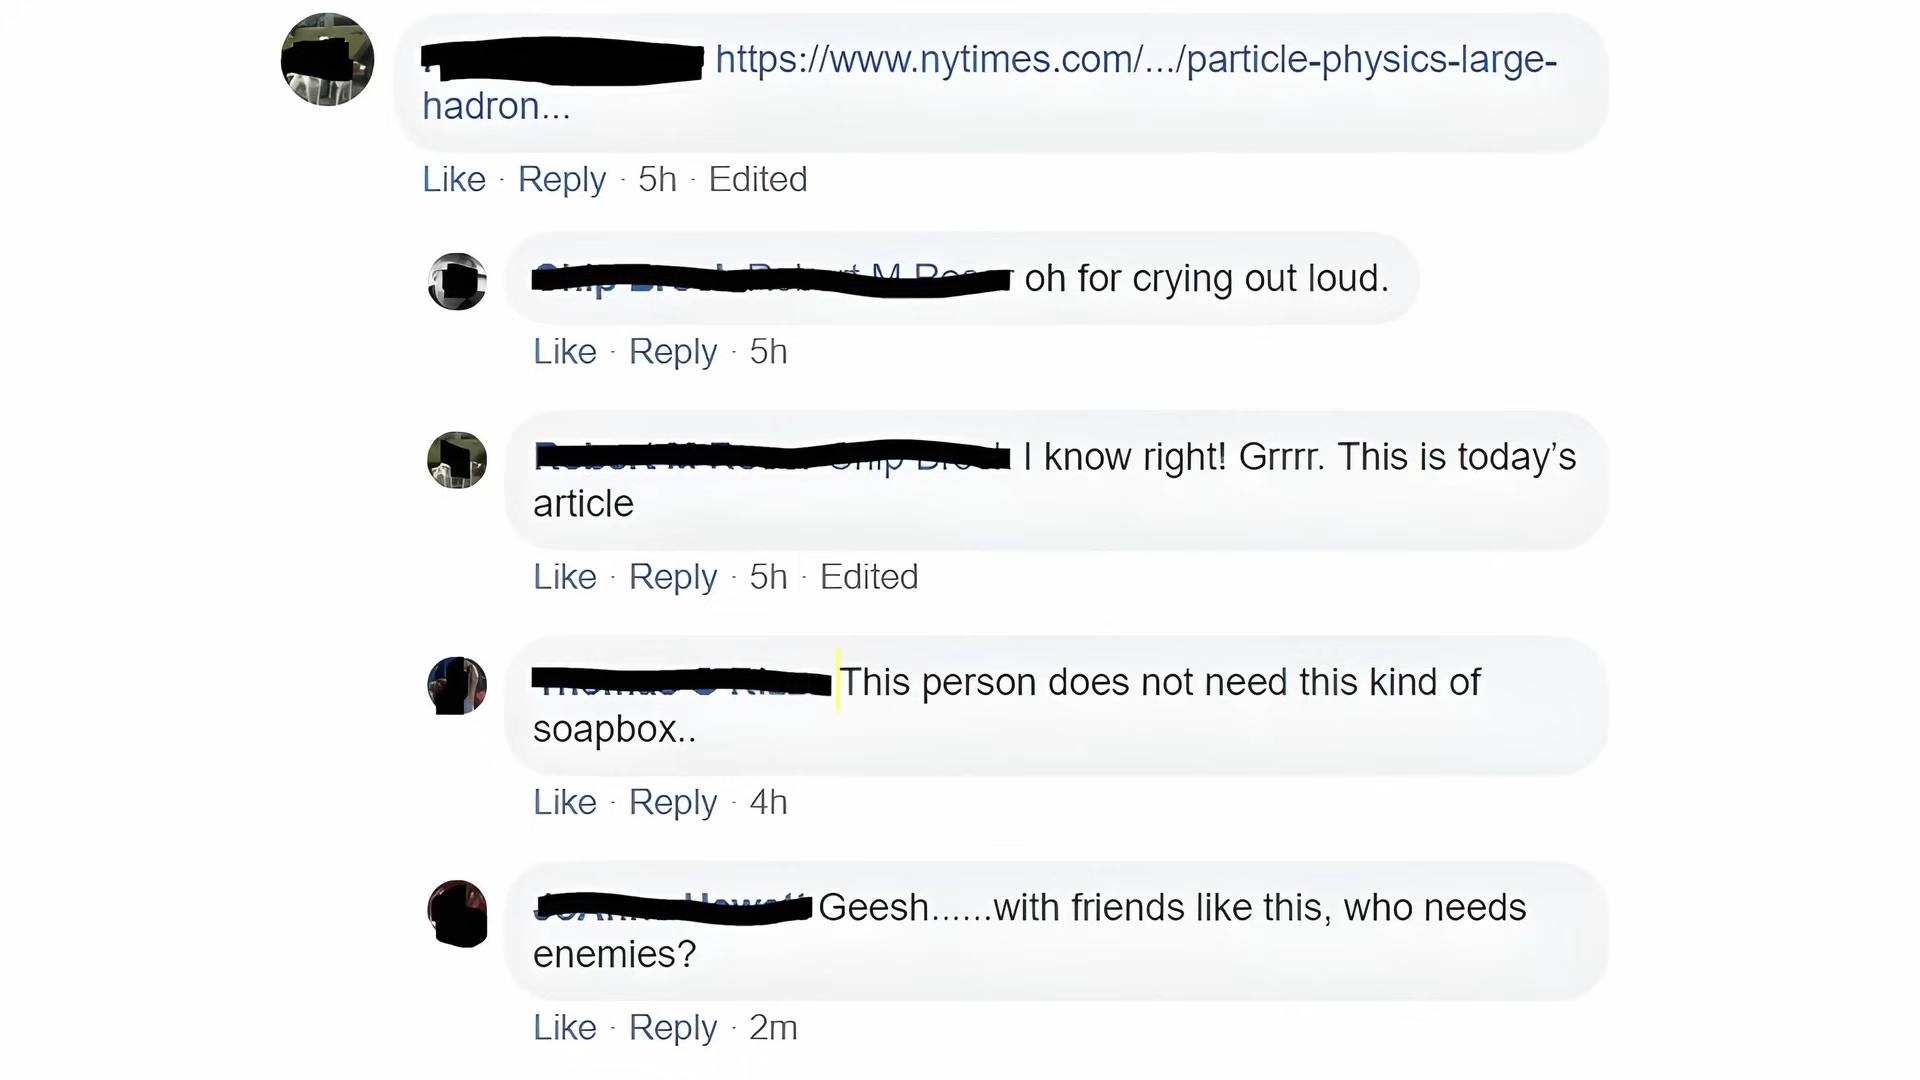 https://www.nytimes.com/.../particle-physics-large-
hadron...
Like · Reply · 5h · Edited
oh for crying out loud.
Like · Reply · 5h
I know right! Grrrr. This is today’s
article
Like · Reply · 5h · Edited
This person does not need this kind of
soapbox..
Like · Reply · 4h
Geesh......with friends like this, who needs
enemies?
Like · Reply · 2m